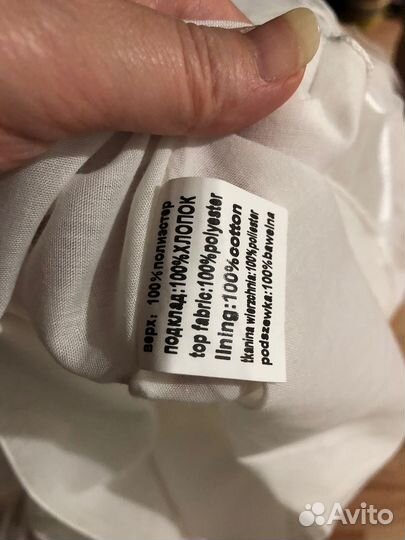 верх: 100%полиэстер
подклад:100%ХЛОПОК
top fabric:100%polyester
lining:100%cotton
tkanina wierzchnia:100%poliester
podszewka:100%bawelna
Avito